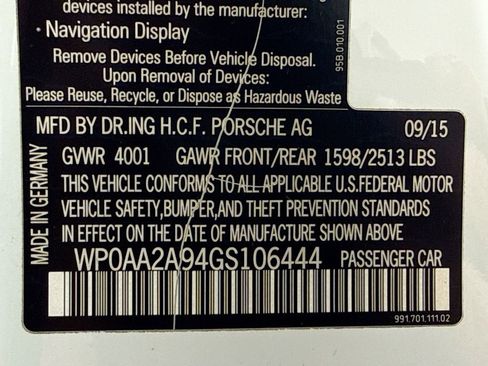 devices installed by the manufacturer:
· Navigation Display
Remove Devices Before Vehicle Disposal.
Upon Removal of Devices:
Please Reuse, Recycle, or Dispose as Hazardous Waste
95B.010.001
MFD BY DR.ING H.C.F. PORSCHE AG 09/15
GVWR 4001 GAWR FRONT/REAR 1598/2513 LBS
THIS VEHICLE CONFORMS TO ALL APPLICABLE U.S.FEDERAL MOTOR
VEHICLE SAFETY,BUMPER,AND THEFT PREVENTION STANDARDS
IN EFFECT ON THE DATE OF MANUFACTURE SHOWN ABOVE
WP0AA2A94GS106444 PASSENGER CAR
MADE IN GERMANY
991.701.111.02